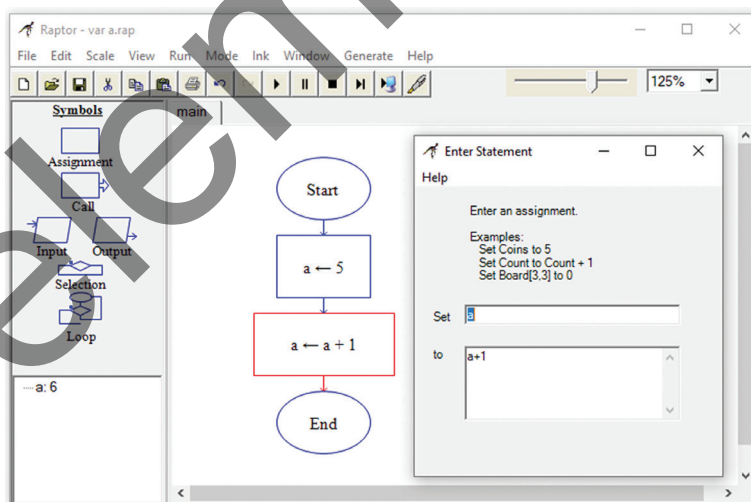 Raptor - var a.rap
File Edit Scale View Run Mode Ink Window Generate Help
125%
Symbols
Assignment
Call
Input Output
Selection
Loop
a: 6
main
Start
a ← 5
a ← a + 1
End
Enter Statement
Help
Enter an assignment.
Examples:
Set Coins to 5
Set Count to Count + 1
Set Board[3,3] to 0
Set a
to a+1